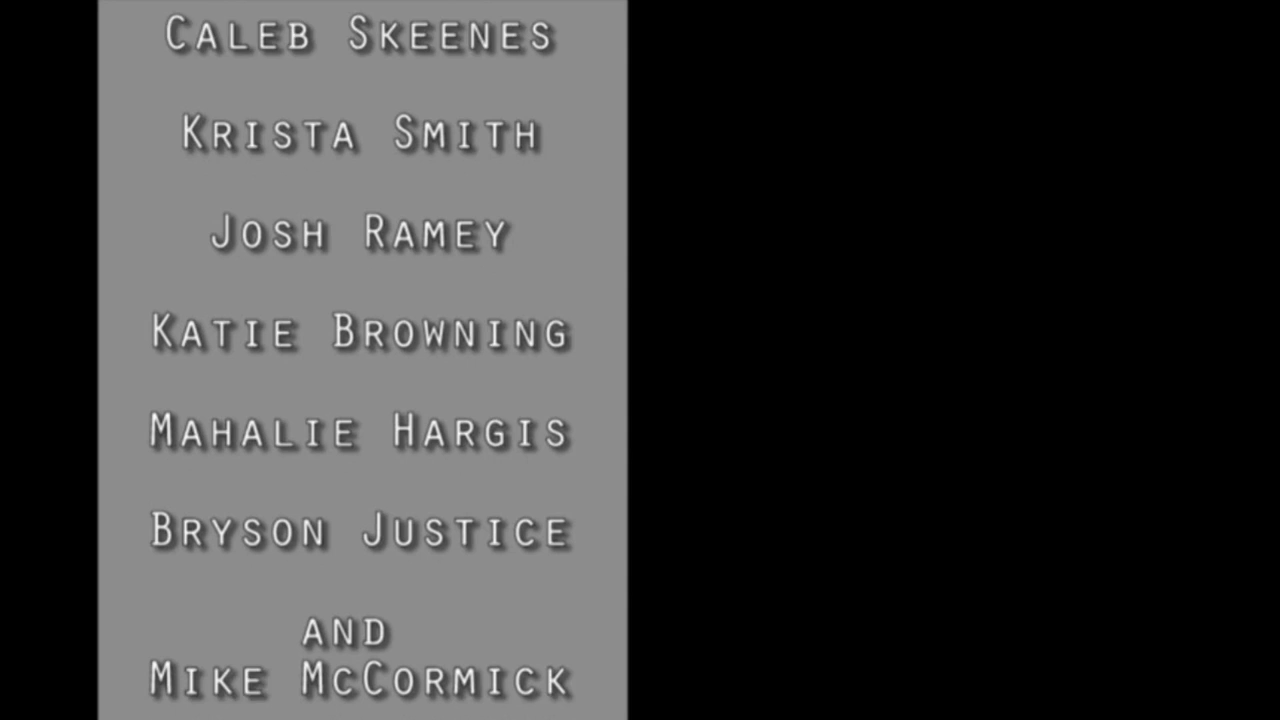 Caleb Skeenes
Krista Smith
Josh Ramey
Katie Browning
Mahalie Hargis
Bryson Justice
and
Mike McCormick